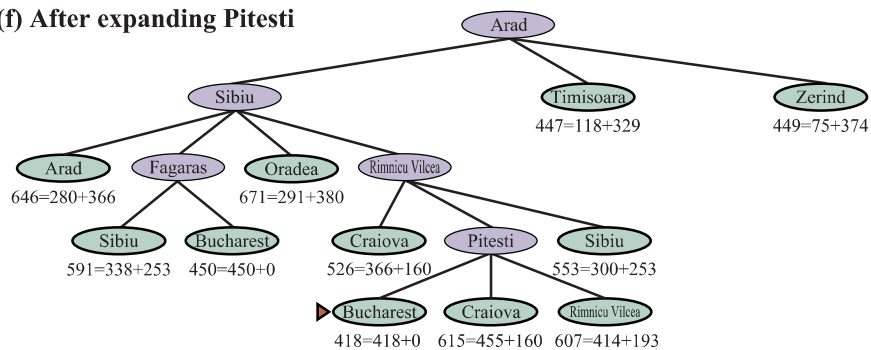 (f) After expanding Pitesti
Arad
Sibiu
Timisoara
Zerind
447=118+329
449=75+374
Arad
Fagaras
Oradea
Rimnicu Vilcea
646=280+366
671=291+380
Sibiu
Bucharest
Craiova
Pitesti
Sibiu
591=338+253
450=450+0
526=366+160
553=300+253
Bucharest
Craiova
Rimnicu Vilcea
418=418+0
615=455+160
607=414+193